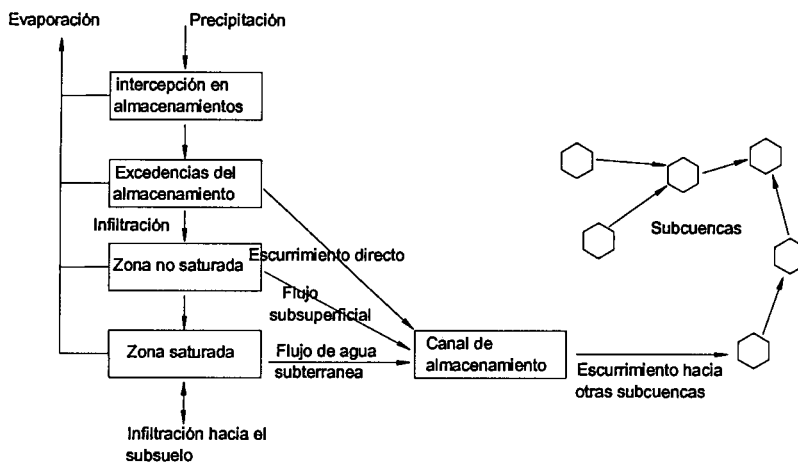 Evaporación
Precipitación
intercepción en
almacenamientos
Excedencias del
almacenamiento
Infiltración
Escurrimiento directo
Zona no saturada
Flujo
subsuperficial
Zona saturada
Flujo de agua
subterranea
Canal de
almacenamiento
Escurrimiento hacia
otras subcuencas
Subcuencas
Infiltración hacia el
subsuelo